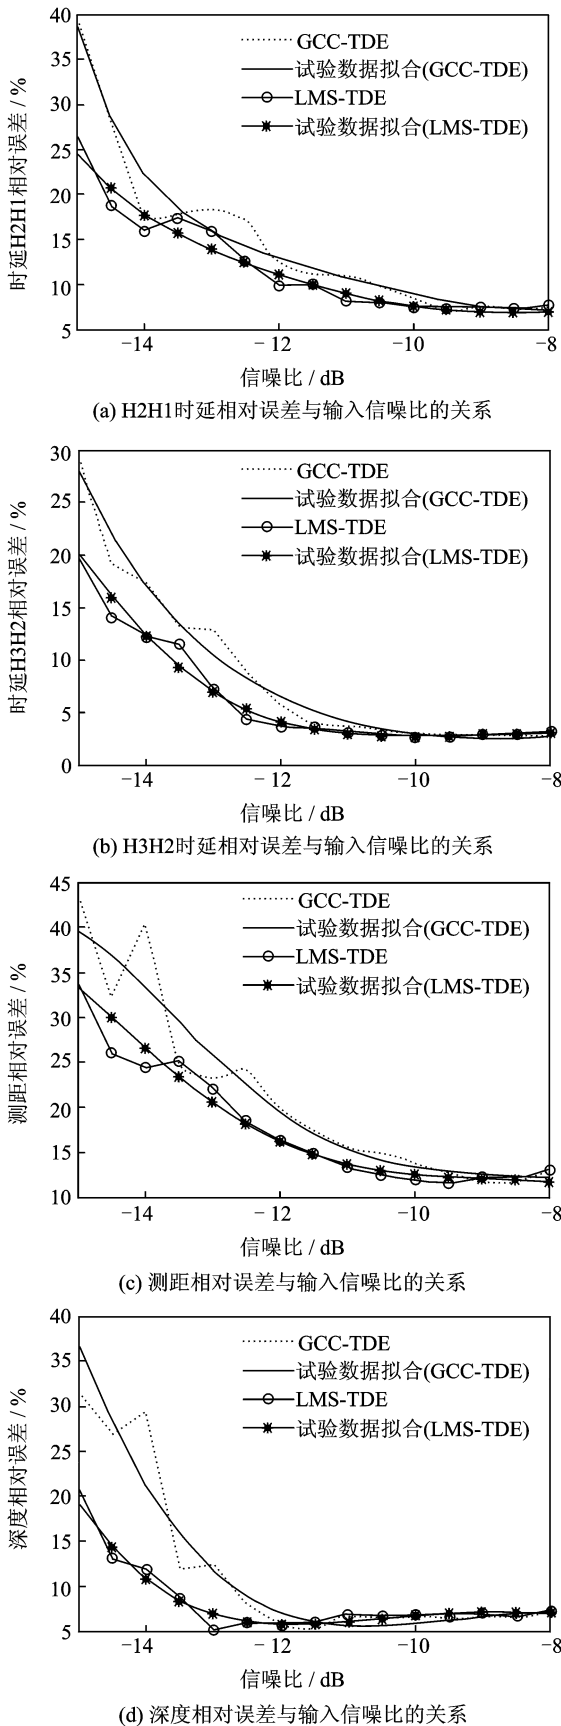 40
35
30
25
20
15
10
5
时延H2H1相对误差 / %
GCC-TDE
试验数据拟合(GCC-TDE)
LMS-TDE
试验数据拟合(LMS-TDE)
−14 −12 −10 −8
信噪比 / dB
(a) H2H1时延相对误差与输入信噪比的关系
30
25
20
15
10
5
0
时延H3H2相对误差 / %
GCC-TDE
试验数据拟合(GCC-TDE)
LMS-TDE
试验数据拟合(LMS-TDE)
−14 −12 −10 −8
信噪比 / dB
(b) H3H2时延相对误差与输入信噪比的关系
45
40
35
30
25
20
15
10
测距相对误差 / %
GCC-TDE
试验数据拟合(GCC-TDE)
LMS-TDE
试验数据拟合(LMS-TDE)
−14 −12 −10 −8
信噪比 / dB
(c) 测距相对误差与输入信噪比的关系
40
35
30
25
20
15
10
5
深度相对误差 / %
GCC-TDE
试验数据拟合(GCC-TDE)
LMS-TDE
试验数据拟合(LMS-TDE)
−14 −12 −10 −8
信噪比 / dB
(d) 深度相对误差与输入信噪比的关系